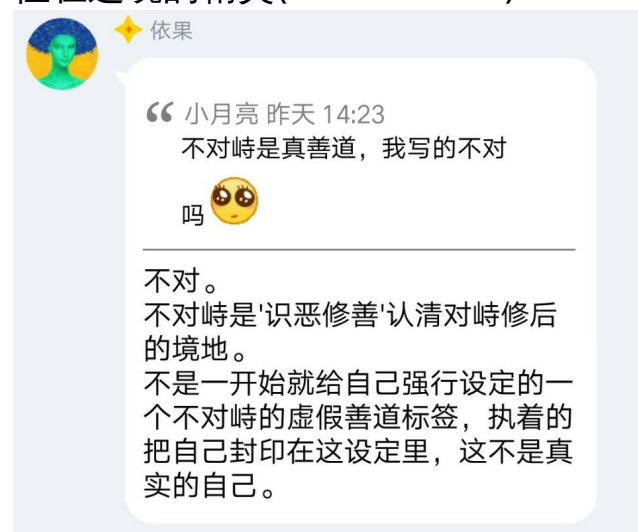 依果
小月亮 昨天 14:23
不对峙是真善道，我写的不对
吗
不对。
不对峙是'识恶修善'认清对峙修后
的境地。
不是一开始就给自己强行设定的一
个不对峙的虚假善道标签，执着的
把自己封印在这设定里，这不是真
实的自己。